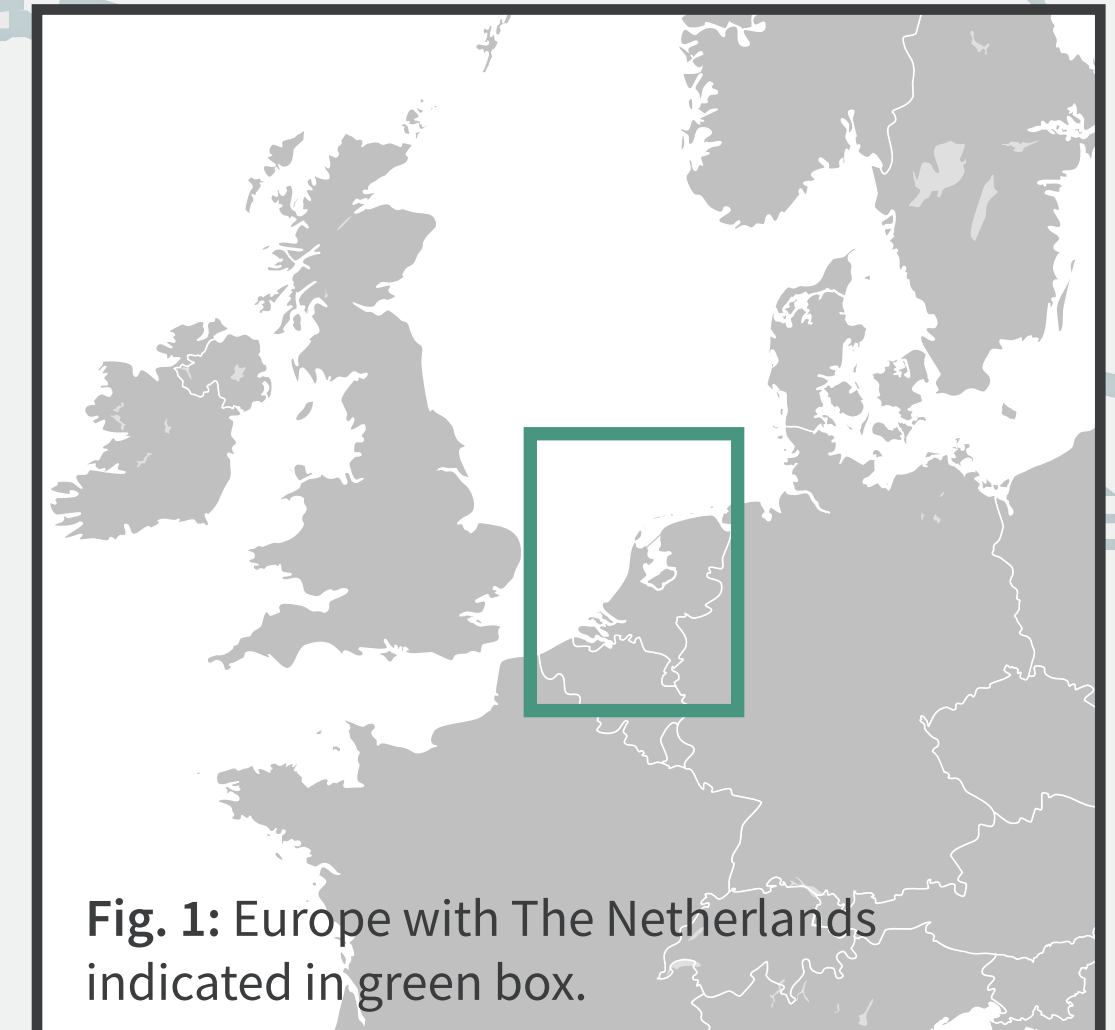 Fig. 1: Europe with The Netherlands
indicated in green box.